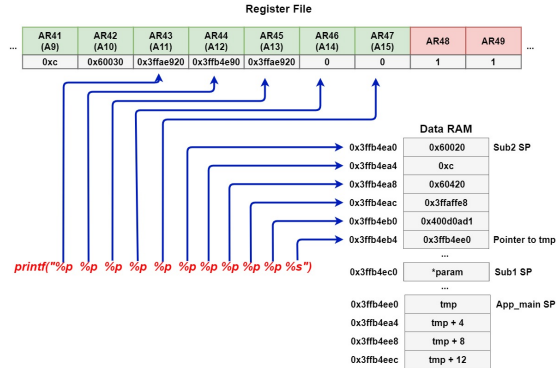 Register File
... AR41 (A9) AR42 (A10) AR43 (A11) AR44 (A12) AR45 (A13) AR46 (A14) AR47 (A15) AR48 AR49 ...
0xc 0x60030 0x3ffae920 0x3ffb4e90 0x3ffae920 0 0 1 1
Data RAM
0x3ffb4ea0 0x60020 Sub2 SP
0x3ffb4ea4 0xc
0x3ffb4ea8 0x60420
0x3ffb4eac 0x3ffaffe8
0x3ffb4eb0 0x400d0ad1
0x3ffb4eb4 0x3ffb4ee0 Pointer to tmp
...
printf("%p %p %p %p %p %p %p %p %p %p %s")
0x3ffb4ec0 *param Sub1 SP
...
0x3ffb4ee0 tmp App_main SP
0x3ffb4ea4 tmp + 4
0x3ffb4ee8 tmp + 8
0x3ffb4eec tmp + 12